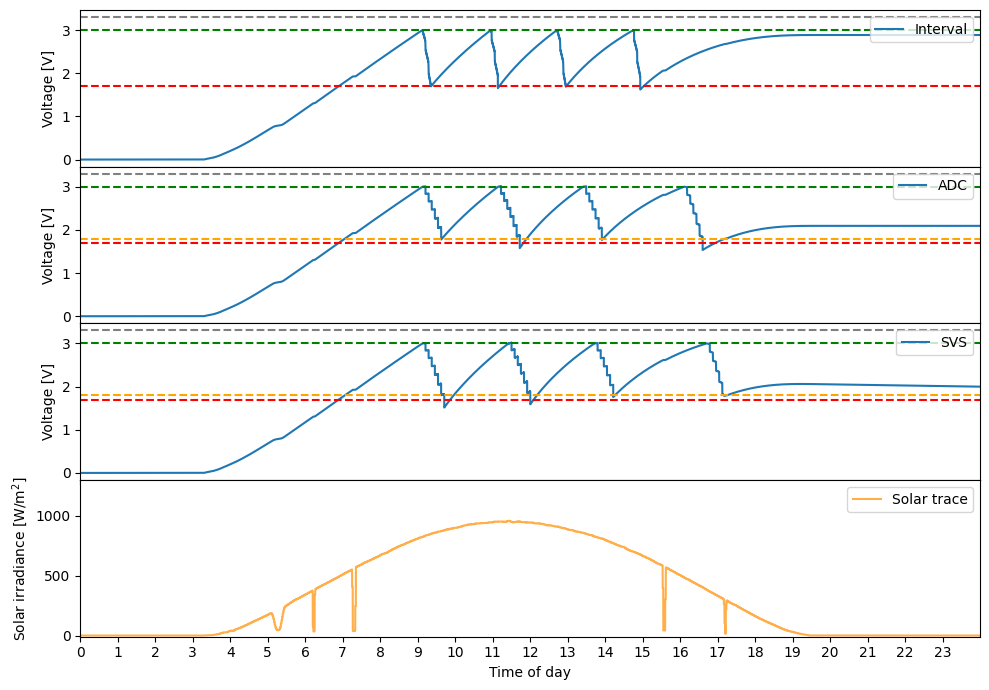 Voltage [V]
3
2
1
0
Interval
Voltage [V]
3
2
1
0
ADC
Voltage [V]
3
2
1
0
SVS
Solar irradiance [W/m²]
1000
500
0
Solar trace
0 1 2 3 4 5 6 7 8 9 10 11 12 13 14 15 16 17 18 19 20 21 22 23
Time of day